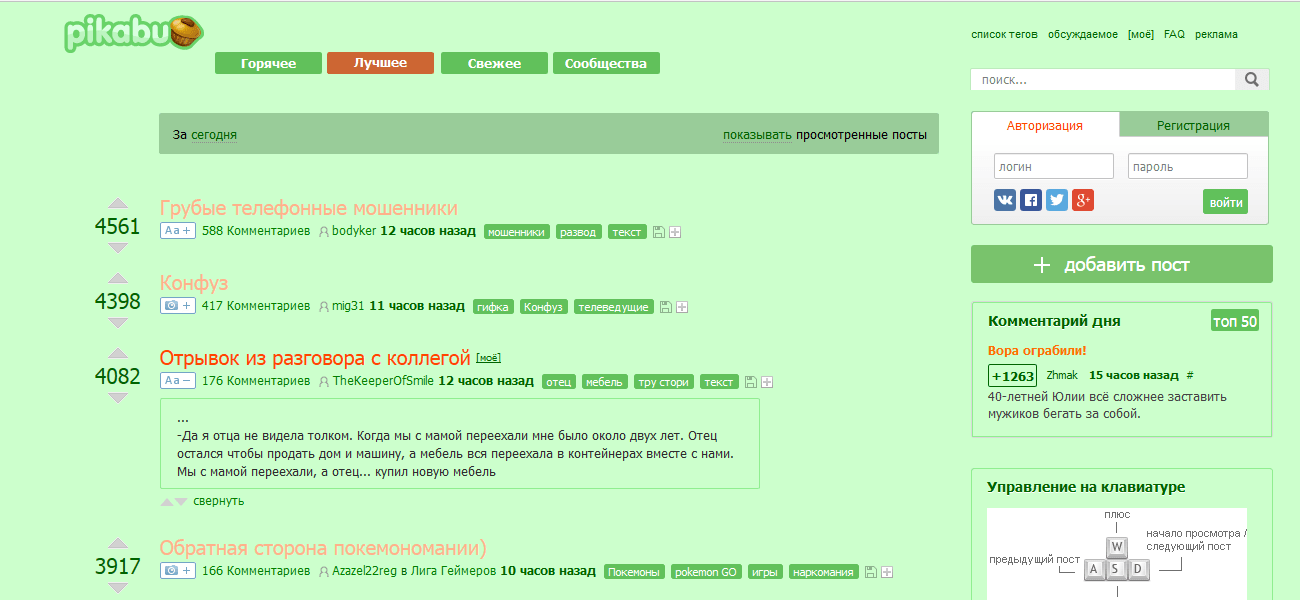 pikabu
список тегов обсуждаемое [моё] FAQ реклама
Горячее Лучшее Свежее Сообщества
поиск...
За сегодня показывать просмотренные посты
Авторизация Регистрация
логин пароль
войти
добавить пост
Грубые телефонные мошенники
4561
Aa + 588 Комментариев bodyker 12 часов назад мошенники развод текст
Конфуз
4398
+ 417 Комментариев mig31 11 часов назад гифка Конфуз телеведущие
Отрывок из разговора с коллегой [моё]
4082
Aa − 176 Комментариев TheKeeperOfSmile 12 часов назад отец мебель тру стори текст
...
-Да я отца не видела толком. Когда мы с мамой переехали мне было около двух лет. Отец
остался чтобы продать дом и машину, а мебель вся переехала в контейнерах вместе с нами.
Мы с мамой переехали, а отец... купил новую мебель
свернуть
Обратная сторона покемономании)
3917
+ 166 Комментариев Azazel22reg в Лига Геймеров 10 часов назад Покемоны pokemon GO игры наркомания
Комментарий дня топ 50
Вора ограбили!
+1263 Zhmak 15 часов назад #
40-летней Юлии всё сложнее заставить
мужиков бегать за собой.
Управление на клавиатуре
плюс
начало просмотра /
следующий пост
W
предыдущий пост
A S D